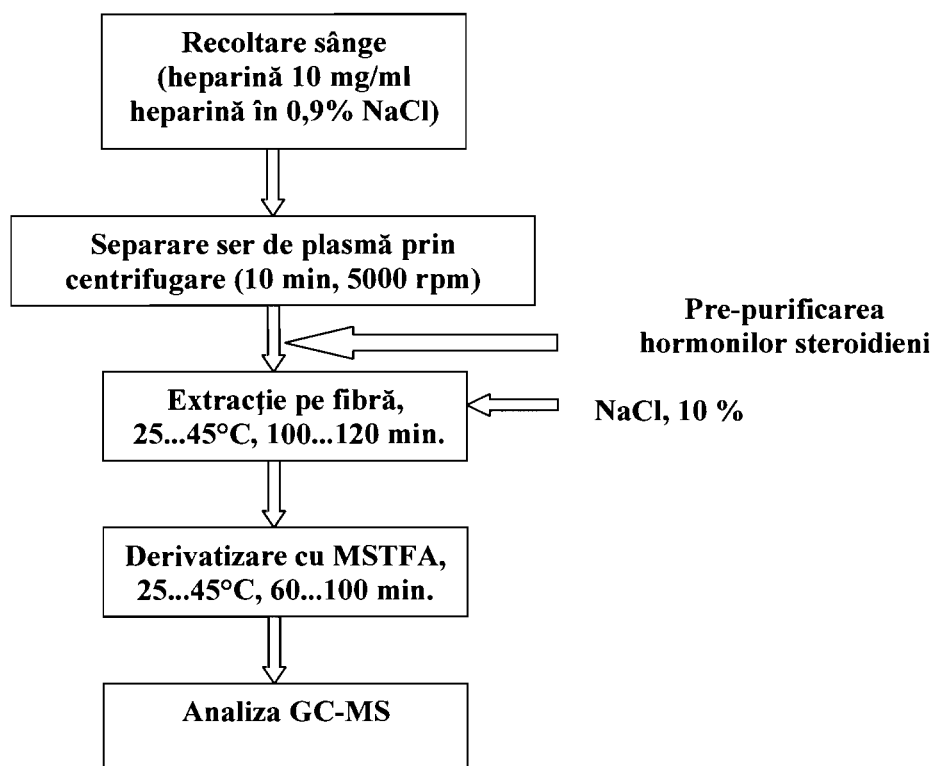 Recoltare sânge
(heparină 10 mg/ml
heparină în 0,9% NaCl)
Separare ser de plasmă prin
centrifugare (10 min, 5000 rpm)
Pre-purificarea
hormonilor steroidieni
Extracţie pe fibră,
25...45°C, 100...120 min.
NaCl, 10 %
Derivatizare cu MSTFA,
25...45°C, 60...100 min.
Analiza GC-MS